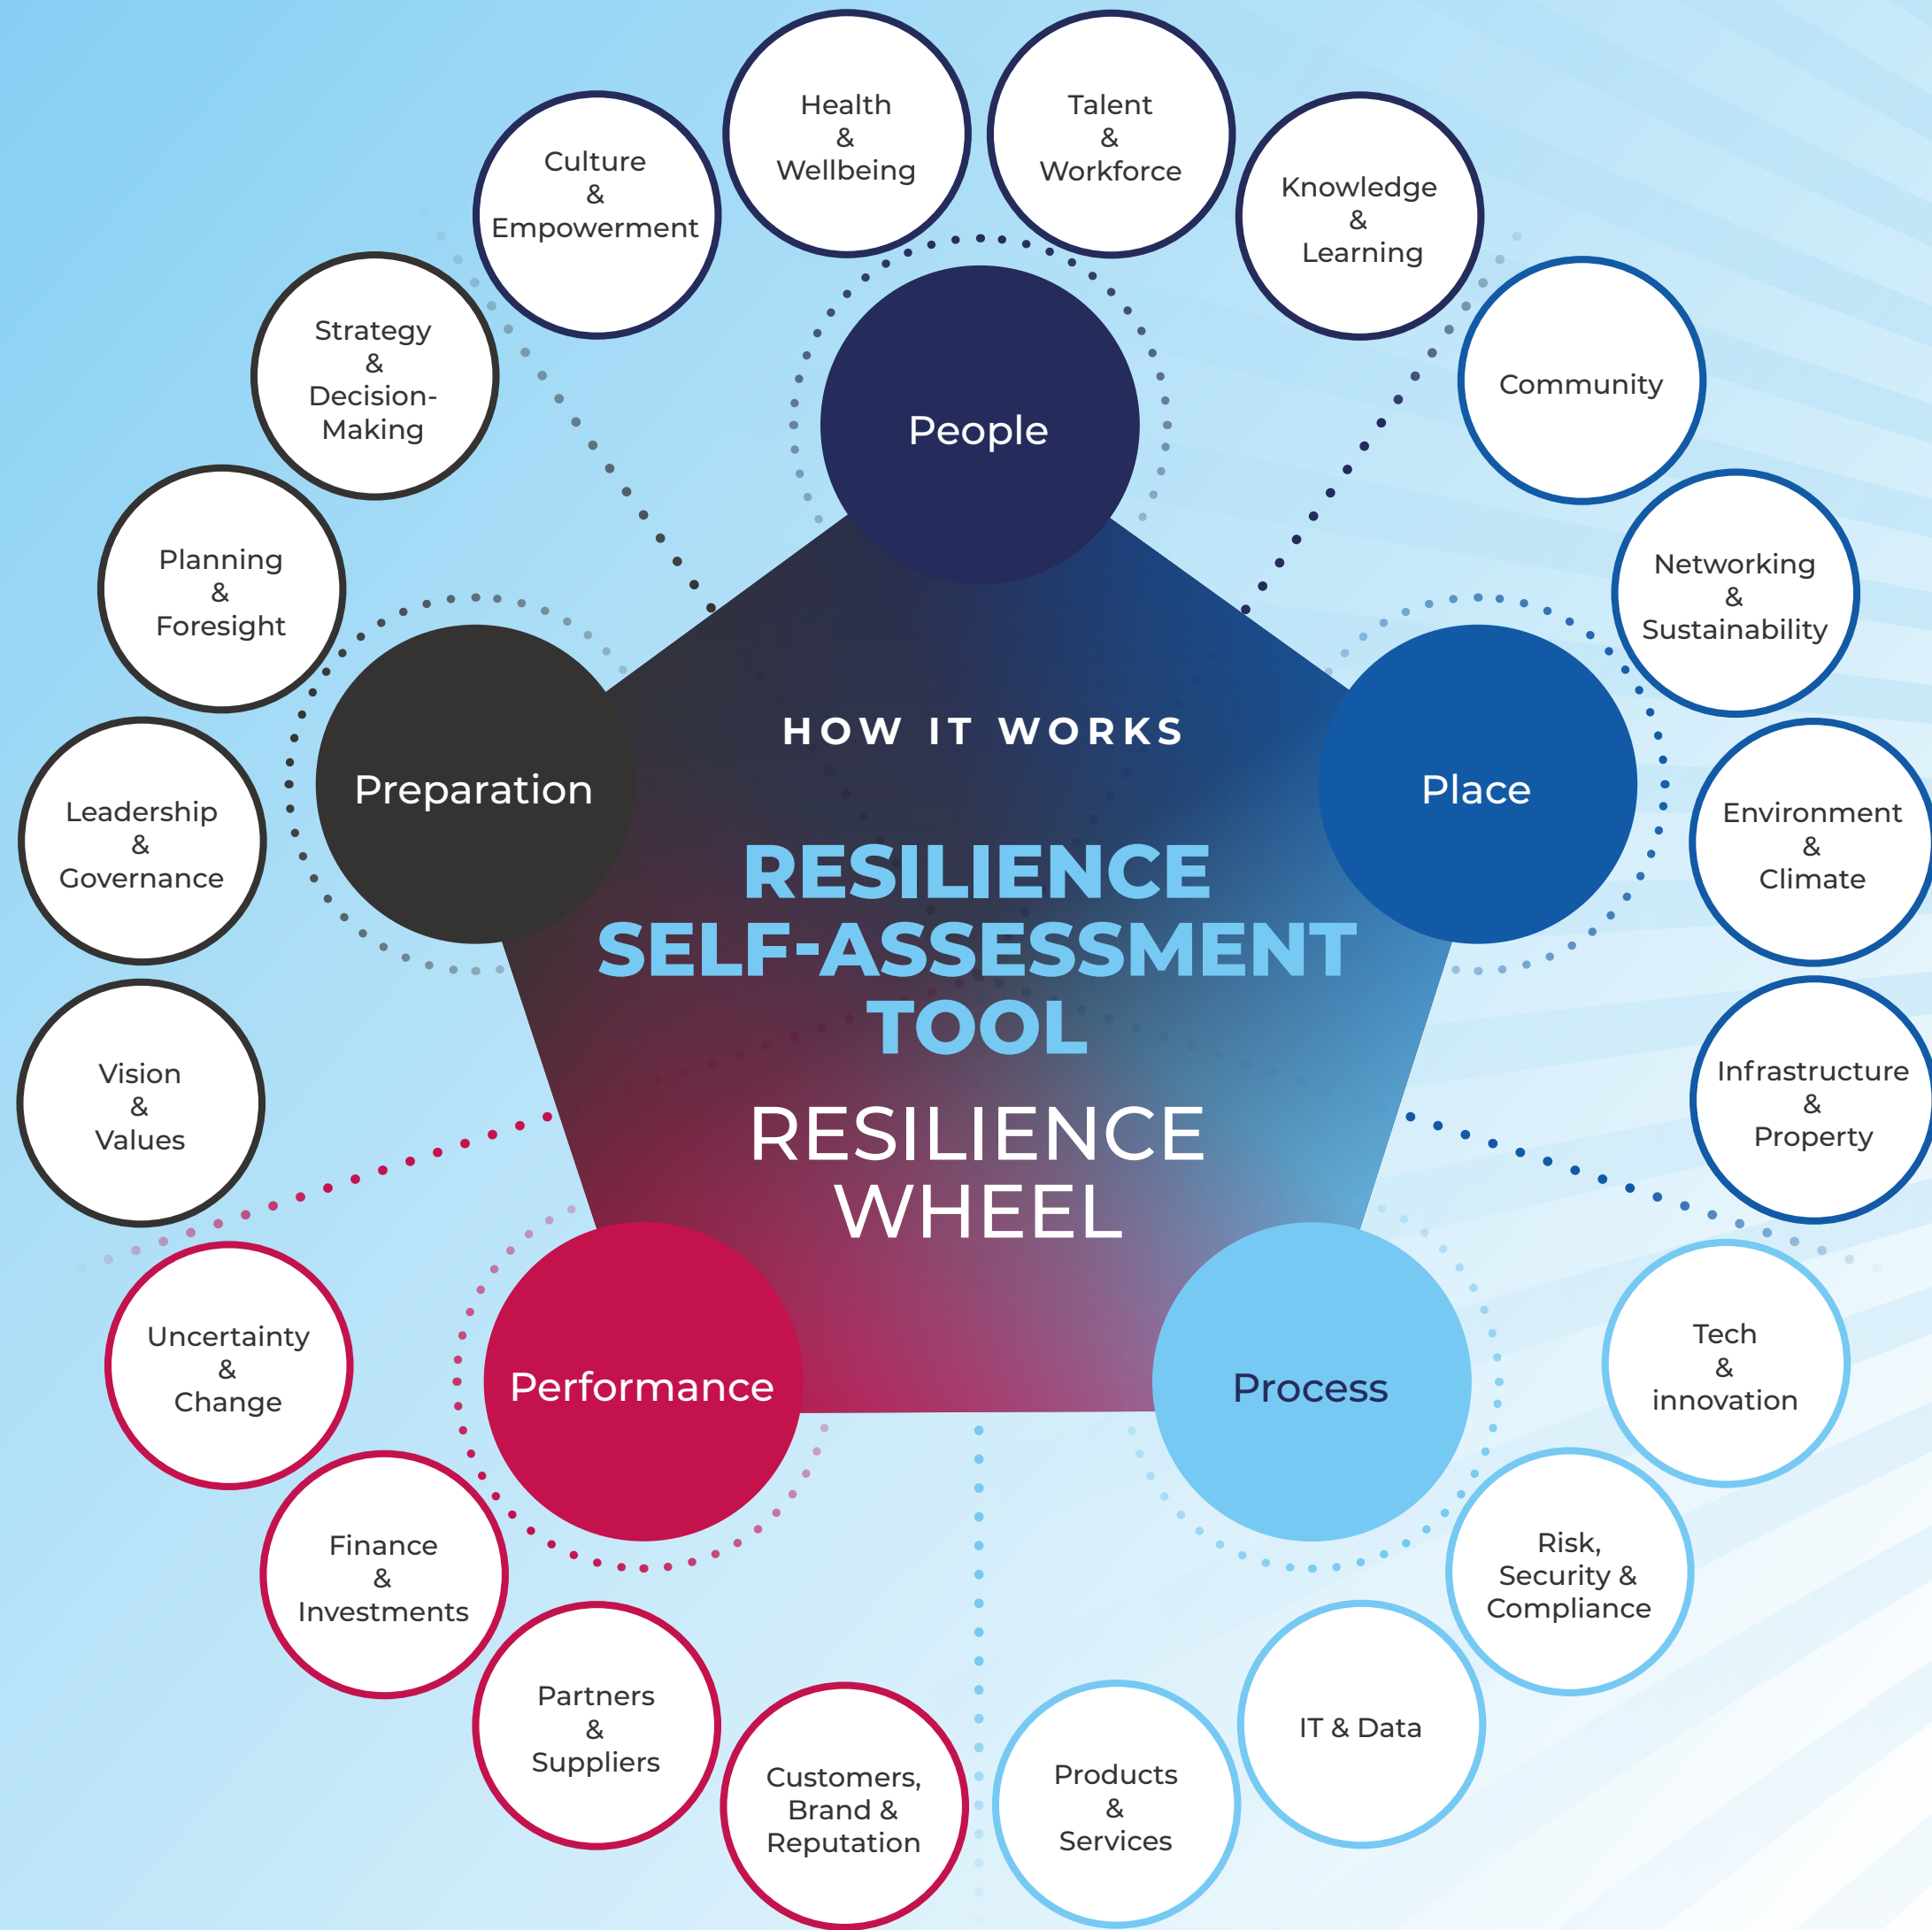 Health
&
Wellbeing
Talent
&
Workforce
Culture
&
Empowerment
Knowledge
&
Learning
Strategy
&
Decision-
Making
Community
People
Planning
&
Foresight
Networking
&
Sustainability
HOW IT WORKS
Preparation
Place
Leadership
&
Governance
Environment
&
Climate
RESILIENCE
SELF-ASSESSMENT
TOOL
RESILIENCE
WHEEL
Vision
&
Values
Infrastructure
&
Property
Uncertainty
&
Change
Performance
Process
Tech
&
innovation
Finance
&
Investments
Risk,
Security &
Compliance
Partners
&
Suppliers
IT & Data
Customers,
Brand &
Reputation
Products
&
Services